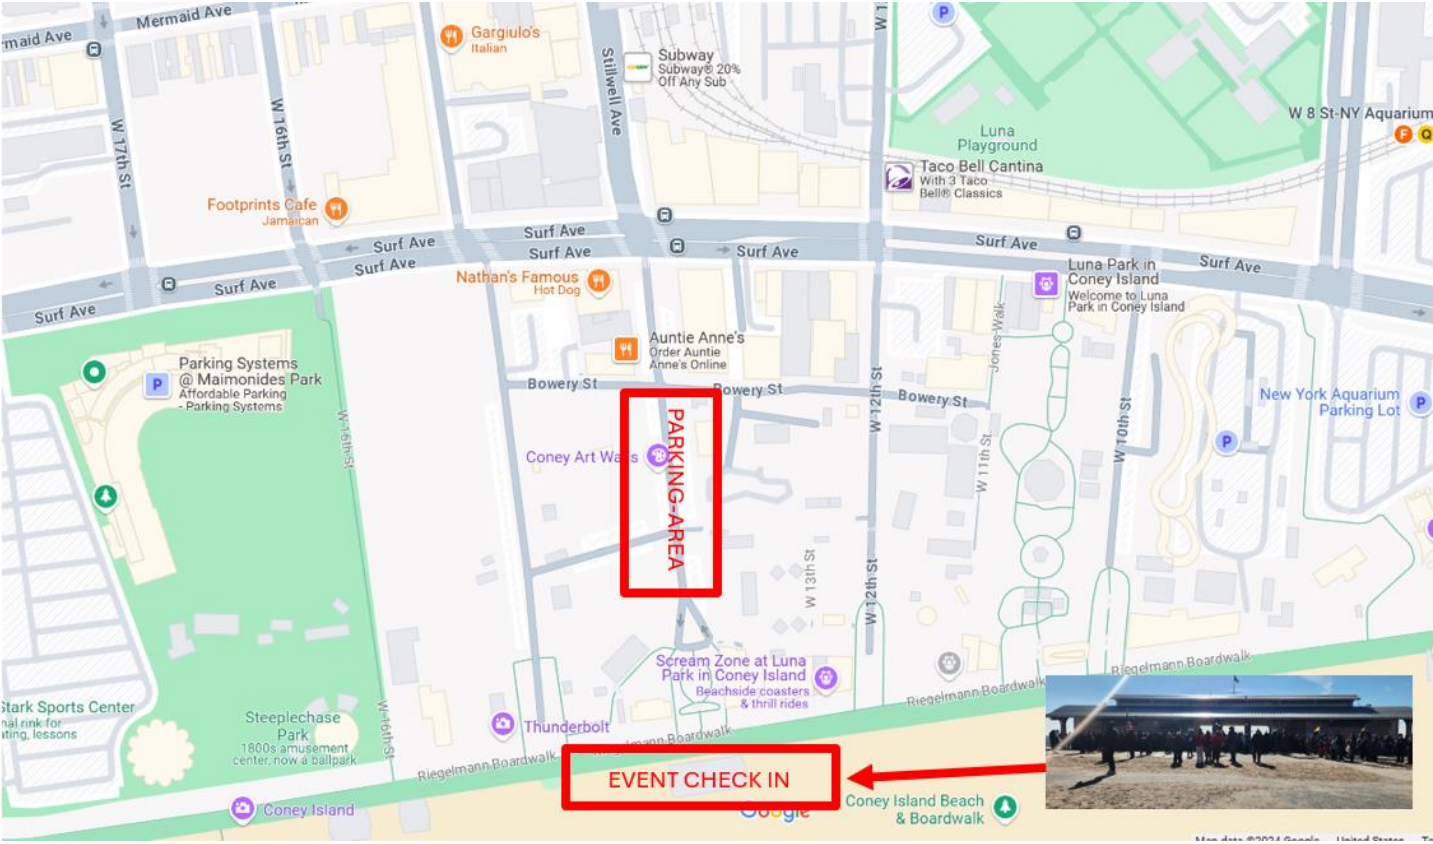 Mermaid Ave
Gargiulo's
Italian
Subway
Subway® 20%
Off Any Sub
Stillwell Ave
P
W 17th St
W 16th St
Luna
Playground
W 8 St-NY Aquarium
F Q
Taco Bell Cantina
With 3 Taco
Bell® Classics
Footprints Cafe
Jamaican
Surf Ave
Surf Ave
Surf Ave
Surf Ave
Surf Ave
Surf Ave
Surf Ave
Surf Ave
Surf Ave
Nathan's Famous
Hot Dog
Luna Park in
Coney Island
Welcome to Luna
Park in Coney Island
Auntie Anne's
Order Auntie
Anne's Online
Jones Walk
P
Parking Systems
@ Maimonides Park
Affordable Parking
- Parking Systems
Bowery St
Bowery St
Bowery St
W 12th St
New York Aquarium
Parking Lot
P
P
W 16th St
PARKING-AREA
Coney Art Walls
W 11th St
W 10th St
W 13th St
W 12th St
Scream Zone at Luna
Park in Coney Island
Beachside coasters
& thrill rides
Riegelmann Boardwalk
Riegelmann Boardwalk
Stark Sports Center
rink for
lessons
Steeplechase
Park
1800s amusement
center, now a ballpark
W 16th St
Thunderbolt
Boardwalk
Riegelmann Boardwalk
EVENT CHECK IN
Coney Island
Google
Coney Island Beach
& Boardwalk
Map data ©2024 Google
United States